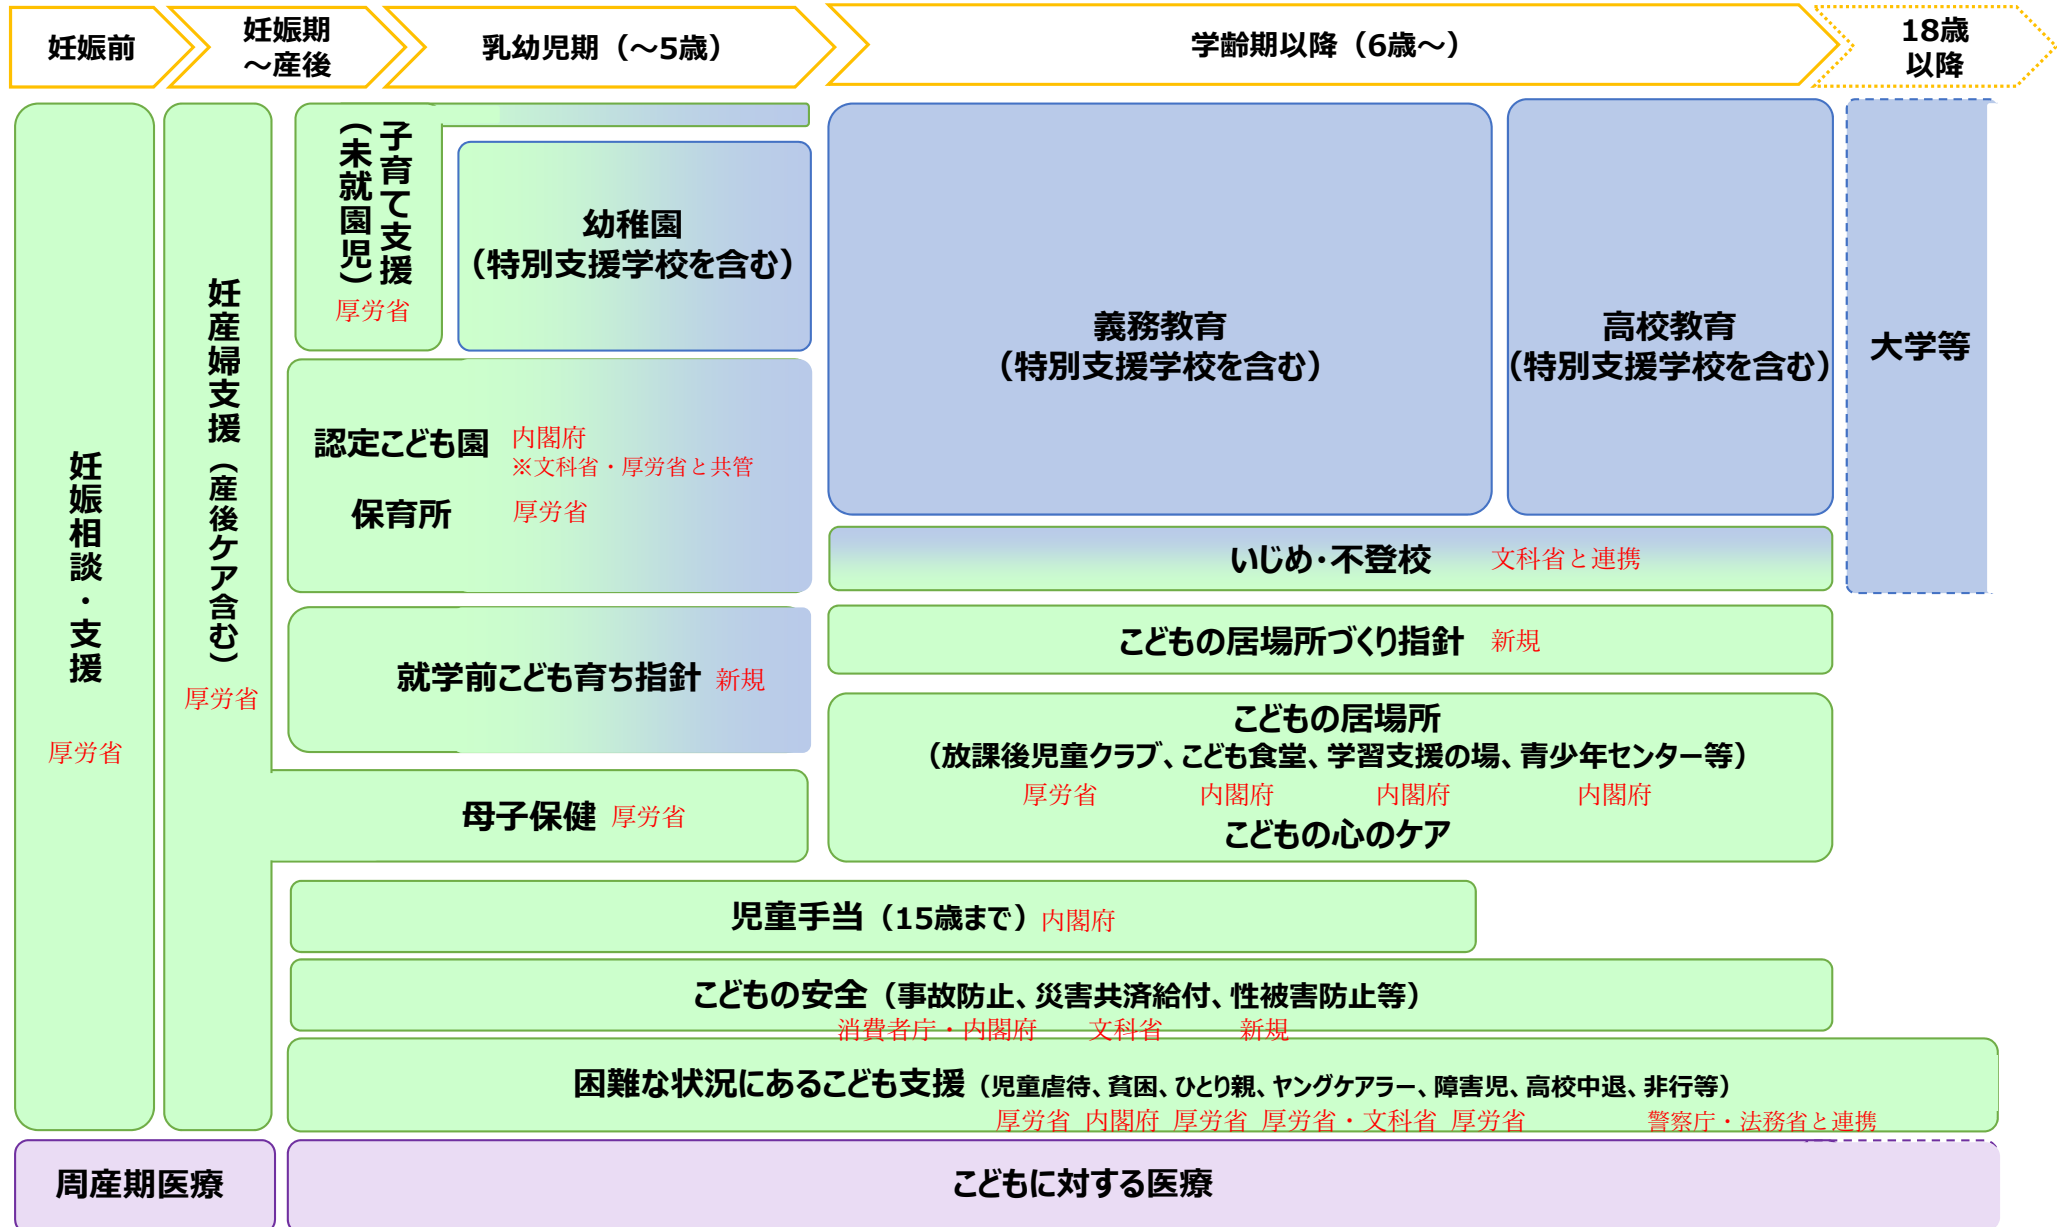 妊娠前
妊娠期
～産後
乳幼児期（～5歳）
学齢期以降（6歳～）
18歳
以降
妊娠相談・支援
厚労省
妊産婦支援（産後ケア含む）
厚労省
子育て支援
（未就園児）
厚労省
幼稚園
（特別支援学校を含む）
認定こども園 内閣府
※文科省・厚労省と共管
保育所 厚労省
就学前こども育ち指針 新規
母子保健 厚労省
義務教育
（特別支援学校を含む）
高校教育
（特別支援学校を含む）
大学等
いじめ・不登校 文科省と連携
こどもの居場所づくり指針 新規
こどもの居場所
（放課後児童クラブ、こども食堂、学習支援の場、青少年センター等）
厚労省 内閣府 内閣府 内閣府
こどもの心のケア
児童手当（15歳まで） 内閣府
こどもの安全（事故防止、災害共済給付、性被害防止等）
消費者庁・内閣府 文科省 新規
困難な状況にあるこども支援（児童虐待、貧困、ひとり親、ヤングケアラー、障害児、高校中退、非行等）
厚労省 内閣府 厚労省 厚労省・文科省 厚労省 警察庁・法務省と連携
周産期医療
こどもに対する医療